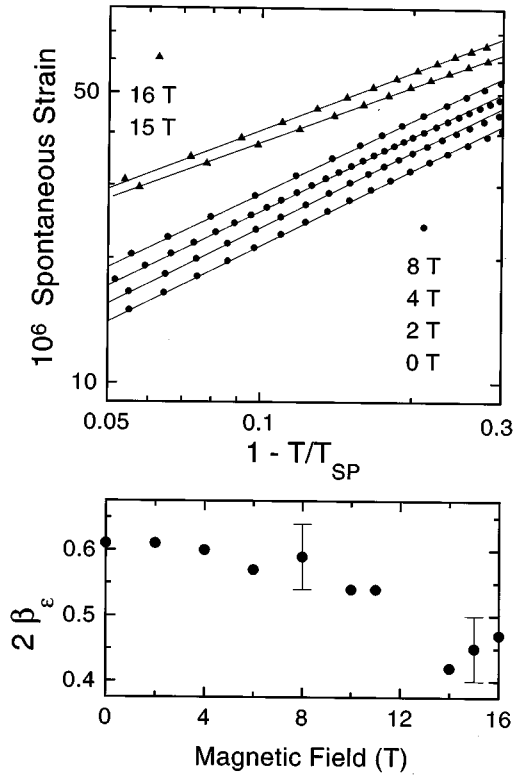 10⁶ Spontaneous Strain
50
16 T
15 T
8 T
4 T
2 T
0 T
10
0.05 0.1 0.3
1 - T/T_SP
2 β_ε
0.6
0.5
0.4
0 4 8 12 16
Magnetic Field (T)